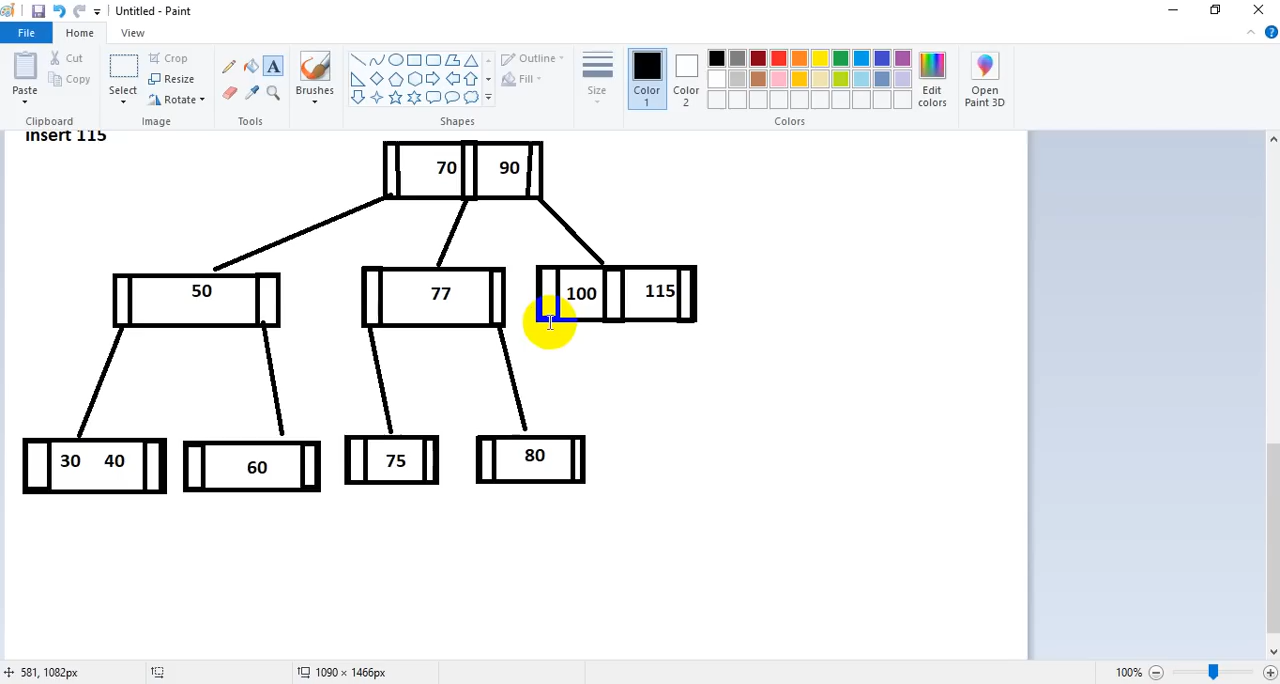 Untitled - Paint
File Home View
Paste
Cut
Copy
Clipboard
Select
Crop
Resize
Rotate
Image
Tools
Brushes
Shapes
Outline
Fill
Size
Color 1
Color 2
Edit colors
Open Paint 3D
Colors
insert 115
70 90
50 77 100 115
30 40 60 75 80
581, 1082px
1090 × 1466px
100%